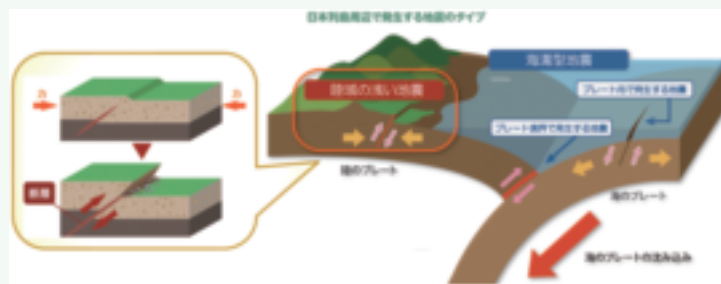 日本列島周辺で発生する地震のタイプ
海溝型地震
陸域の浅い地震
プレート内で発生する地震
プレート境界で発生する地震
力
力
断層
陸のプレート
海のプレート
海のプレートの沈み込み